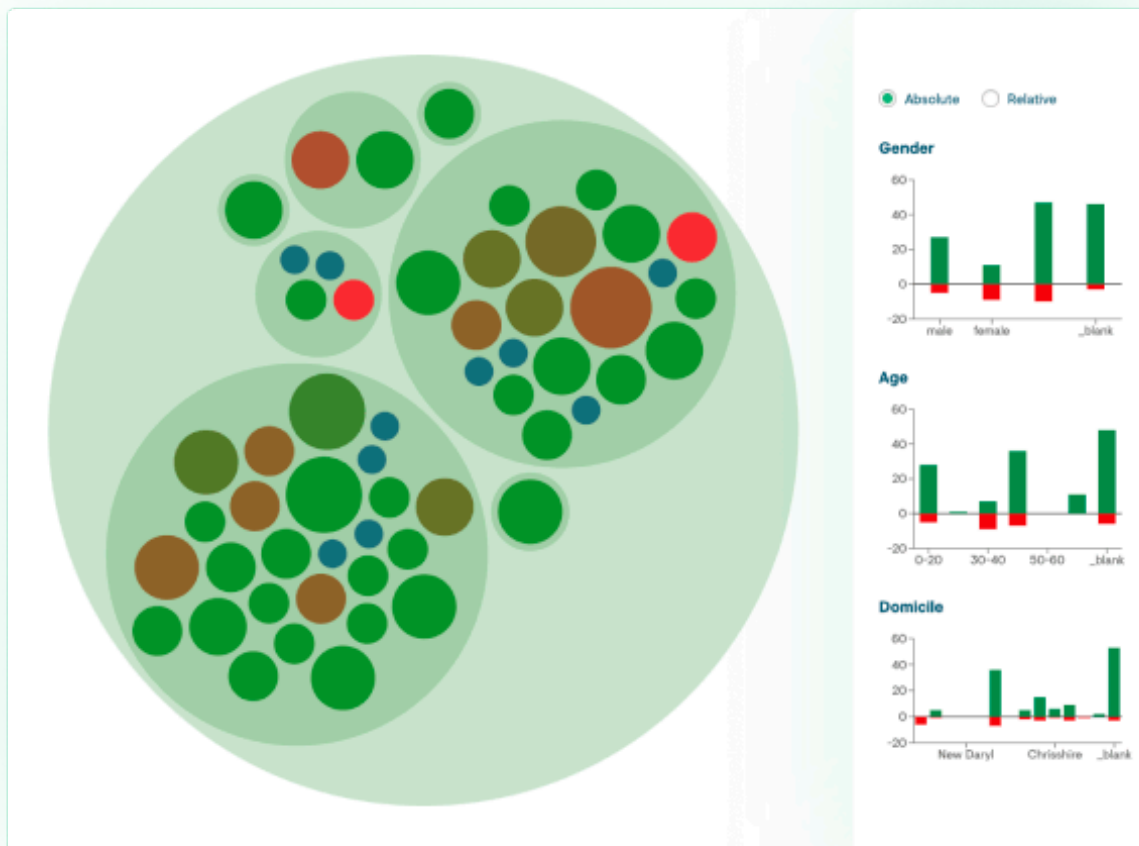 Absolute Relative
Gender
60
40
20
0
-20
male female _blank
Age
60
40
20
0
-20
0-20 30-40 50-60 _blank
Domicile
60
40
20
0
-20
New Daryl Chrisshire _blank